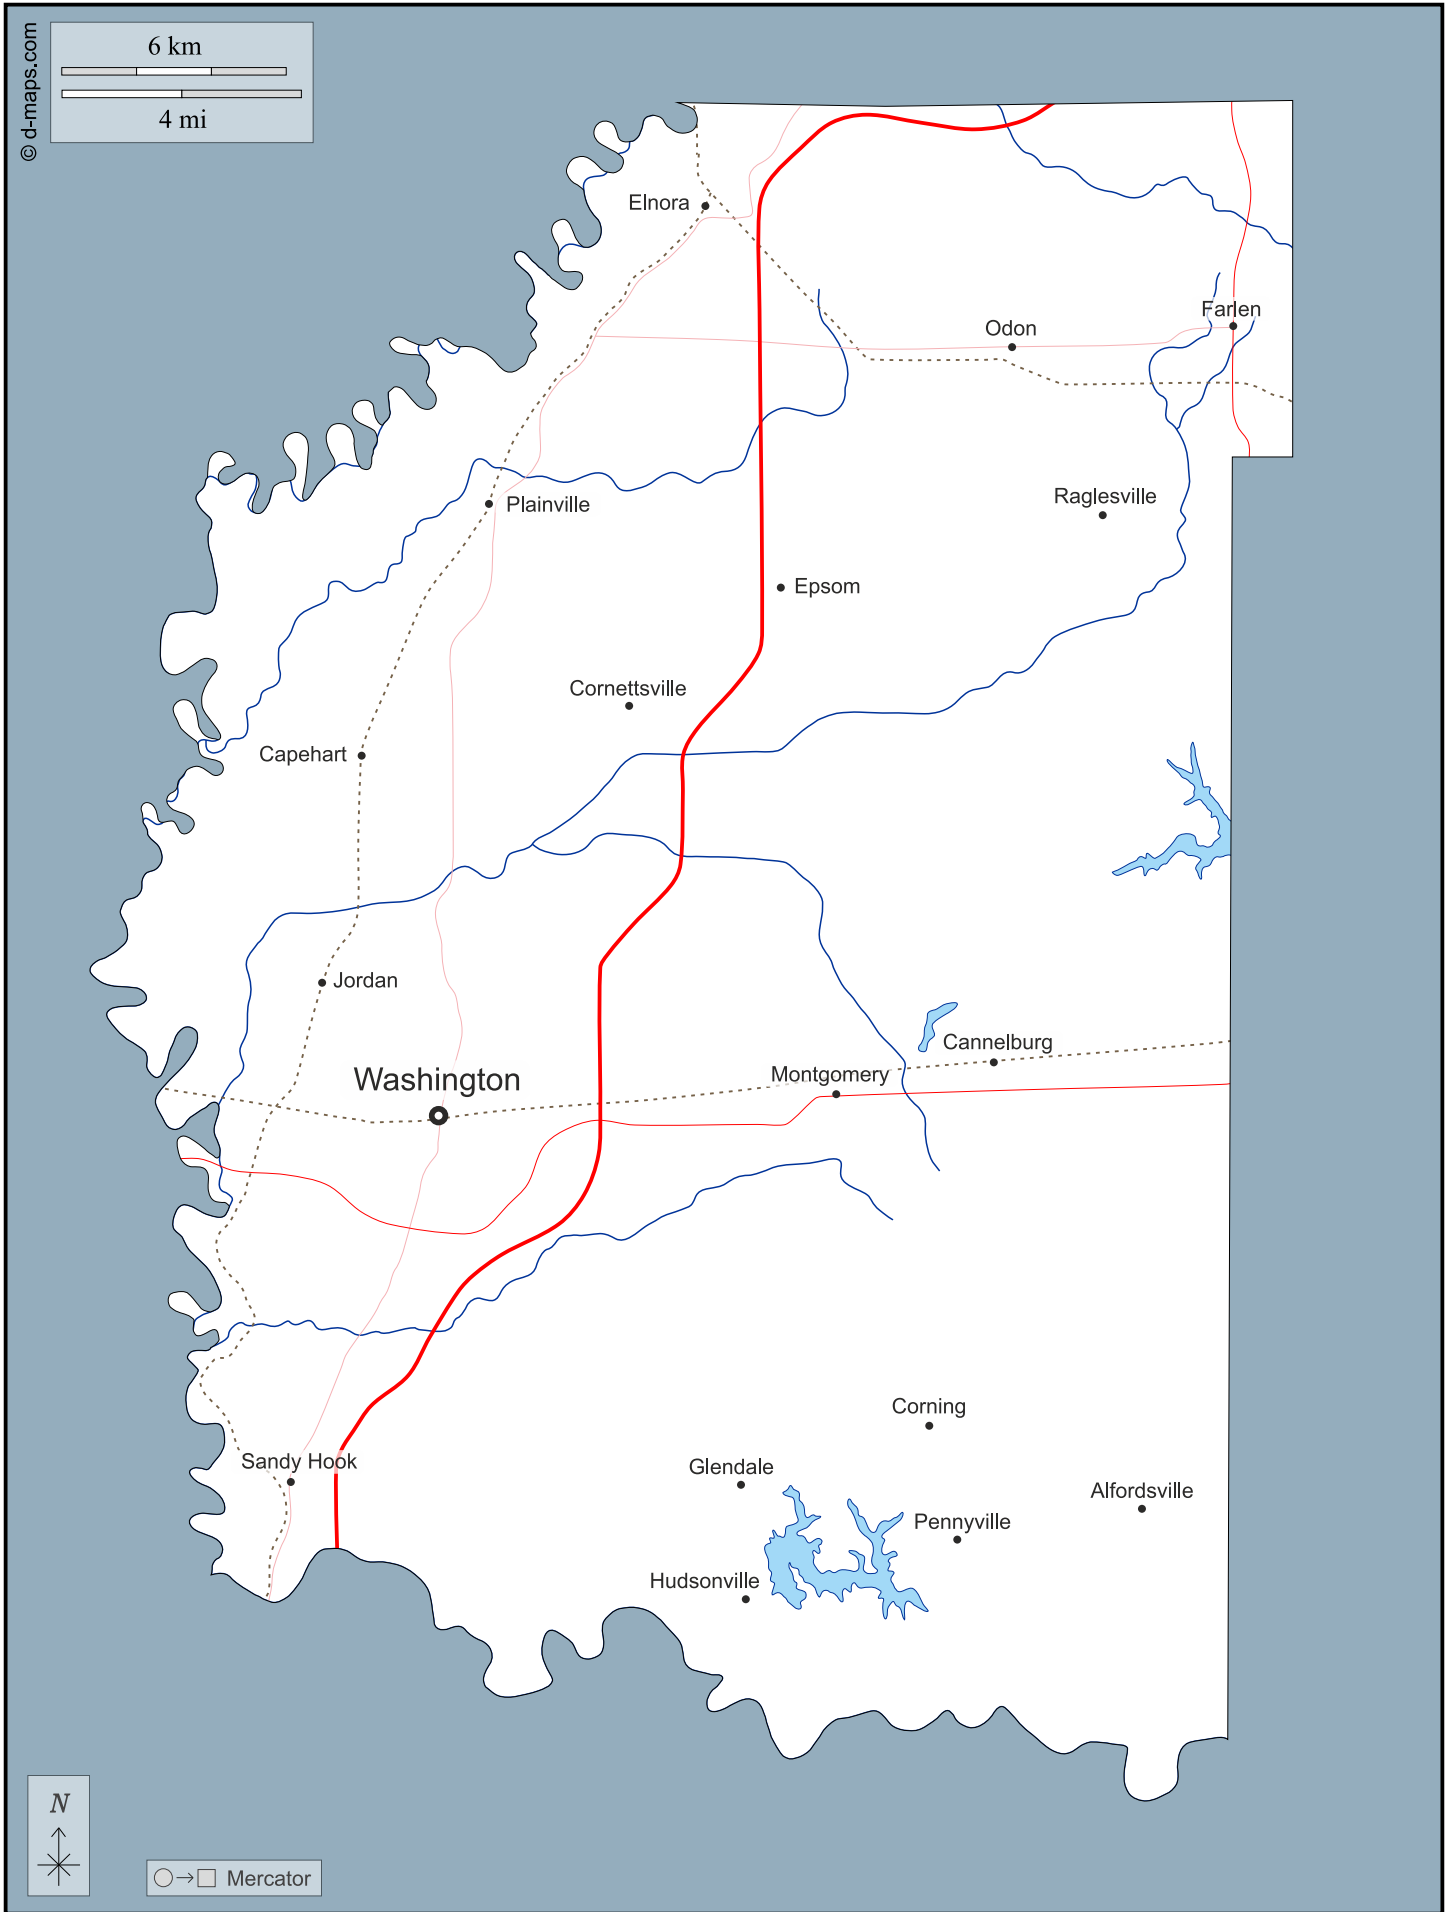 © d-maps.com
6 km
4 mi
Elnora
Farlen
Odon
Raglesville
Plainville
Epsom
Cornettsville
Capehart
Jordan
Cannelburg
Montgomery
Washington
Corning
Sandy Hook
Glendale
Alfordsville
Pennyville
Hudsonville
N
Mercator